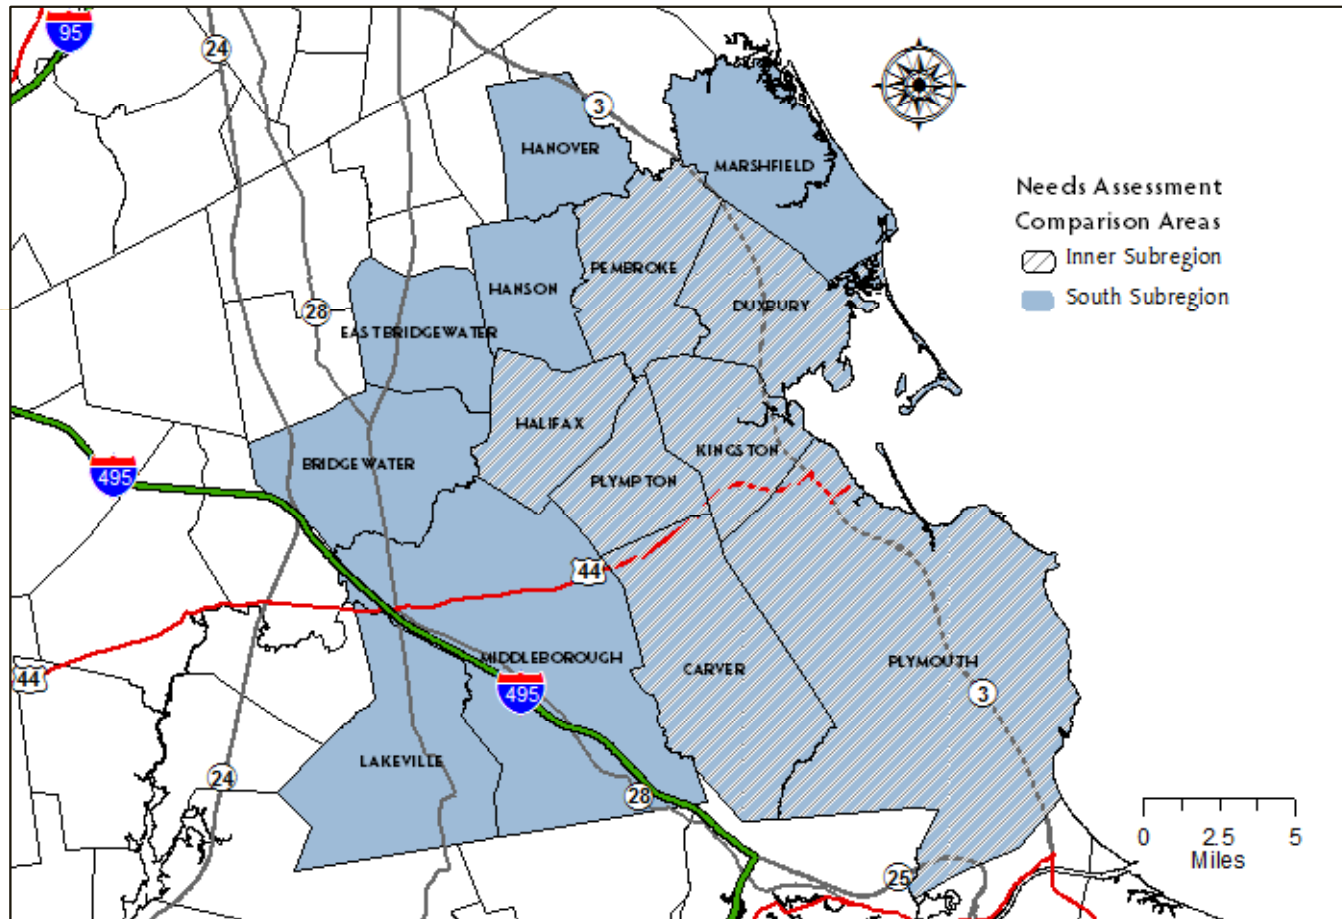 95
24
3
HANOVER
MARSHFIELD
Needs Assessment
Comparison Areas
Inner Subregion
South Subregion
PEMBROKE
HANSON
DUXBURY
28
EAST BRIDGEWATER
HALIFAX
KINGSTON
BRIDGEWATER
495
PLYMPTON
44
MIDDLEBOROUGH
PLYMOUTH
CARVER
44
495
3
LAKEVILLE
24
28
0 2.5 5
Miles
25